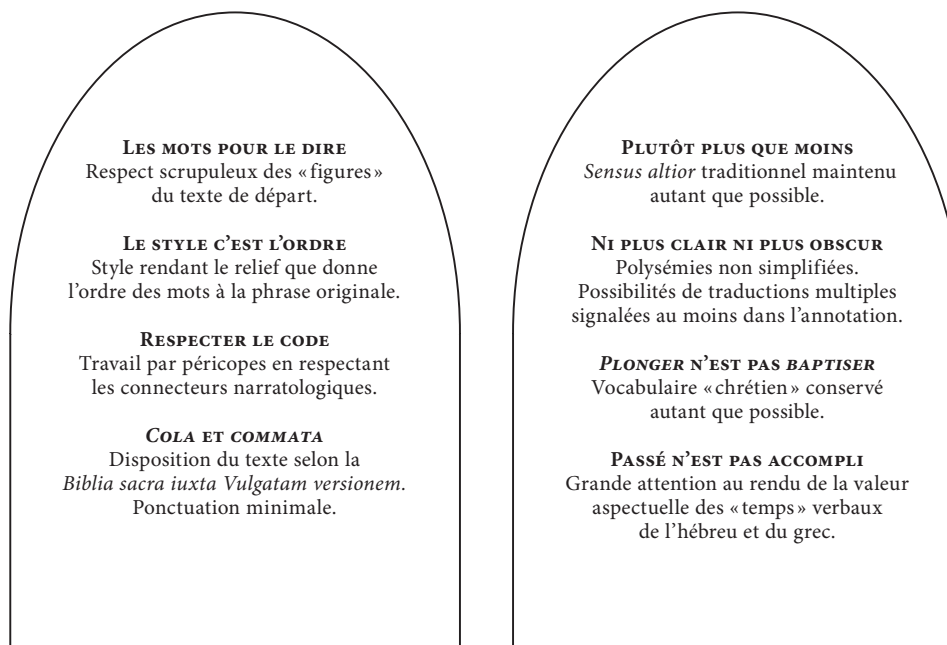 Les mots pour le dire
Respect scrupuleux des « figures »
du texte de départ.
Le style c’est l’ordre
Style rendant le relief que donne
l’ordre des mots à la phrase originale.
Respecter le code
Travail par péricopes en respectant
les connecteurs narratologiques.
Cola et commata
Disposition du texte selon la
Biblia sacra iuxta Vulgatam versionem.
Ponctuation minimale.
Plutôt plus que moins
Sensus altior traditionnel maintenu
autant que possible.
Ni plus clair ni plus obscur
Polysémies non simplifiées.
Possibilités de traductions multiples
signalées au moins dans l’annotation.
Plonger n’est pas baptiser
Vocabulaire « chrétien » conservé
autant que possible.
Passé n’est pas accompli
Grande attention au rendu de la valeur
aspectuelle des « temps » verbaux
de l’hébreu et du grec.